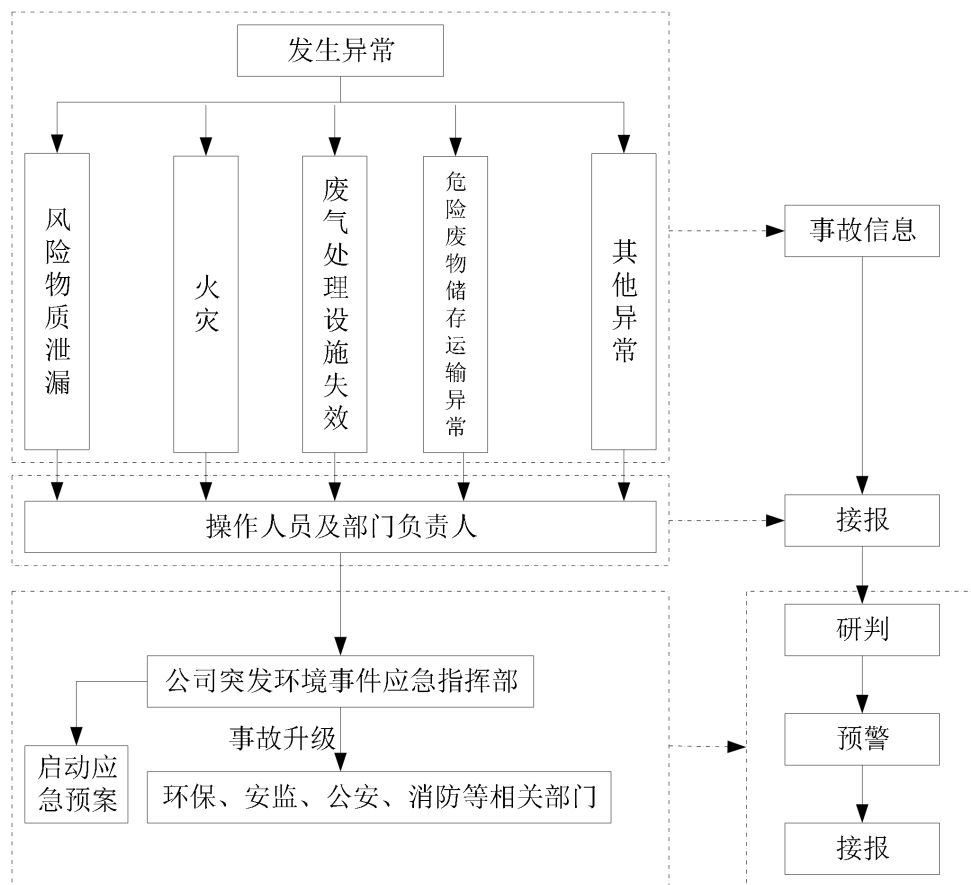 发生异常
风险物质泄漏
火灾
废气处理设施失效
危险废物储存运输异常
其他异常
事故信息
操作人员及部门负责人
接报
研判
公司突发环境事件应急指挥部
事故升级
预警
启动应
急预案
环保、安监、公安、消防等相关部门
接报